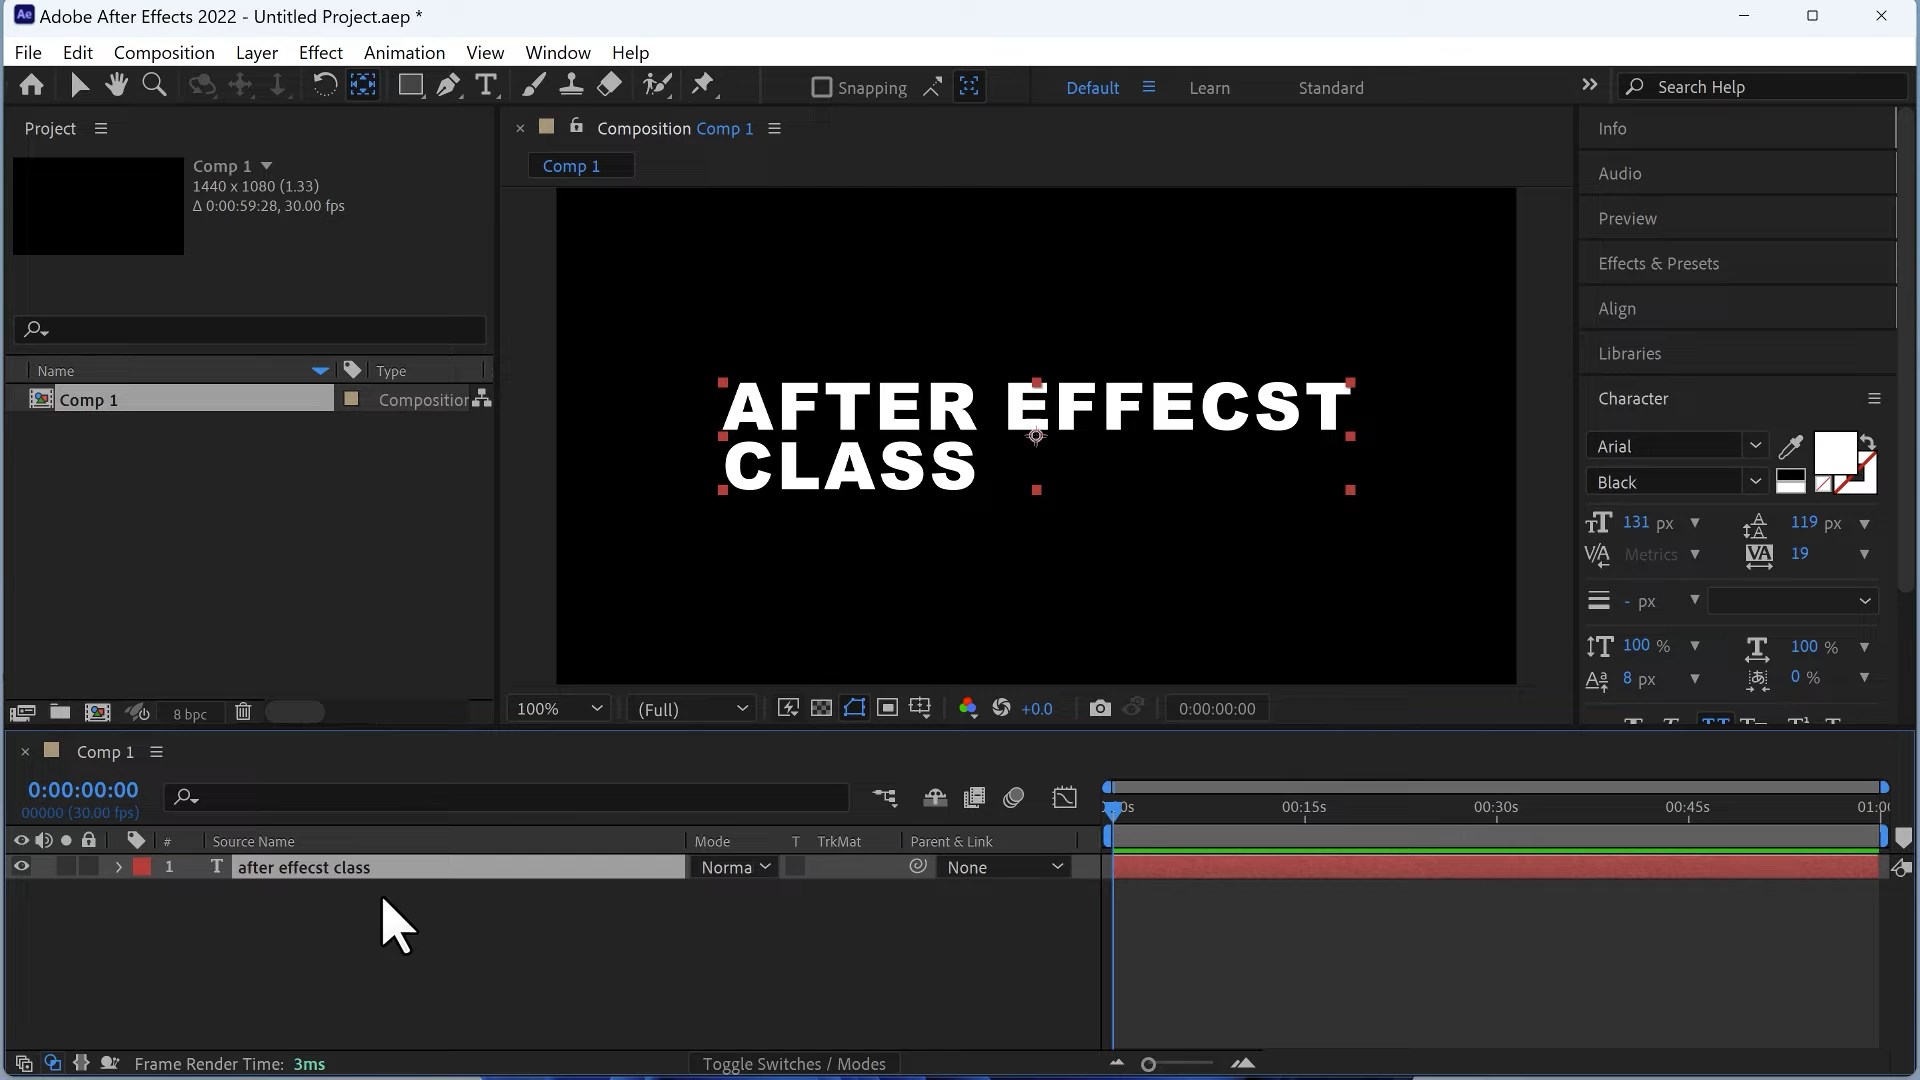 Adobe After Effects 2022 - Untitled Project.aep *
File Edit Composition Layer Effect Animation View Window Help
Snapping Default Learn Standard Search Help
Project
Comp 1
1440 x 1080 (1.33)
Δ 0:00:59:28, 30.00 fps
Name Type
Comp 1 Composition
8 bpc
Composition Comp 1
Comp 1
AFTER EFFECST
CLASS
100% (Full) +0.0 0:00:00:00
Info
Audio
Preview
Effects & Presets
Align
Libraries
Character
Arial
Black
131 px 119 px
Metrics 19
- px
100 % 100 %
8 px 0 %
Comp 1
0:00:00:00
00000 (30.00 fps)
00:15s 00:30s 00:45s
# Source Name Mode T TrkMat Parent & Link
1 T after effecst class Norma None
Frame Render Time: 3ms Toggle Switches / Modes